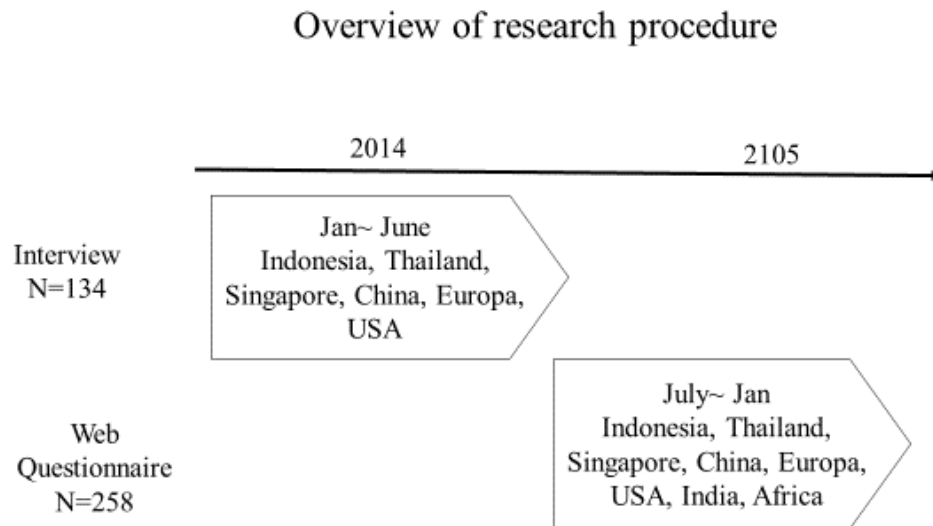 Overview of research procedure
2014
2105
Interview
N=134
Jan~ June
Indonesia, Thailand,
Singapore, China, Europa,
USA
Web
Questionnaire
N=258
July~ Jan
Indonesia, Thailand,
Singapore, China, Europa,
USA, India, Africa